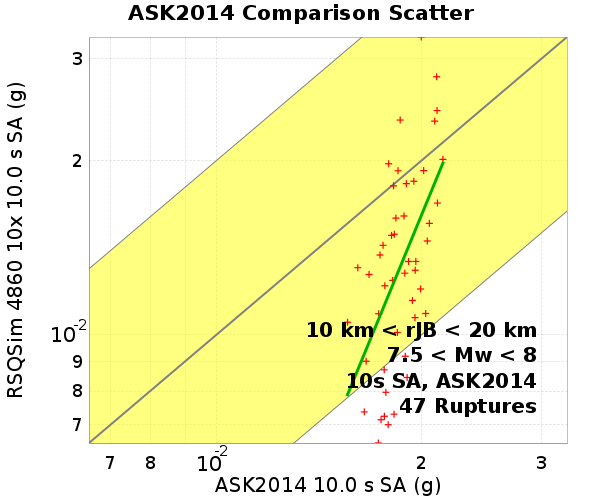 ASK2014 Comparison Scatter
RSQSim 4860 10x 10.0 s SA (g)
3
2
10-2
9
8
7
10 km < rJB < 20 km
7.5 < Mw < 8
10s SA, ASK2014
47 Ruptures
7 8 10-2 2 3
ASK2014 10.0 s SA (g)